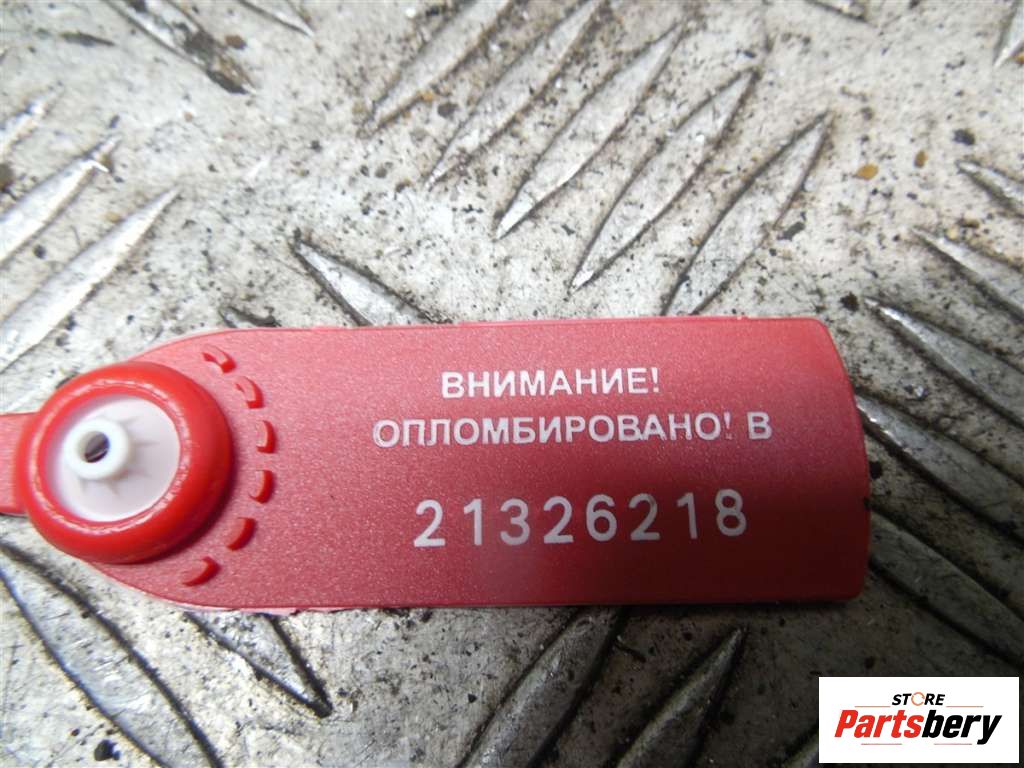 ВНИМАНИЕ!
ОПЛОМБИРОВАНО! В
21326218
STORE
Partsbery